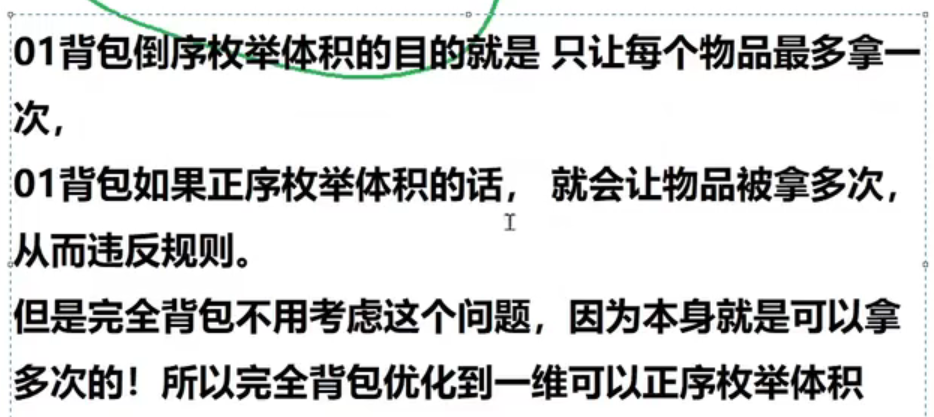 01背包倒序枚举体积的目的就是 只让每个物品最多拿一
次，
01背包如果正序枚举体积的话， 就会让物品被拿多次，
从而违反规则。
但是完全背包不用考虑这个问题，因为本身就是可以拿
多次的！所以完全背包优化到一维可以正序枚举体积